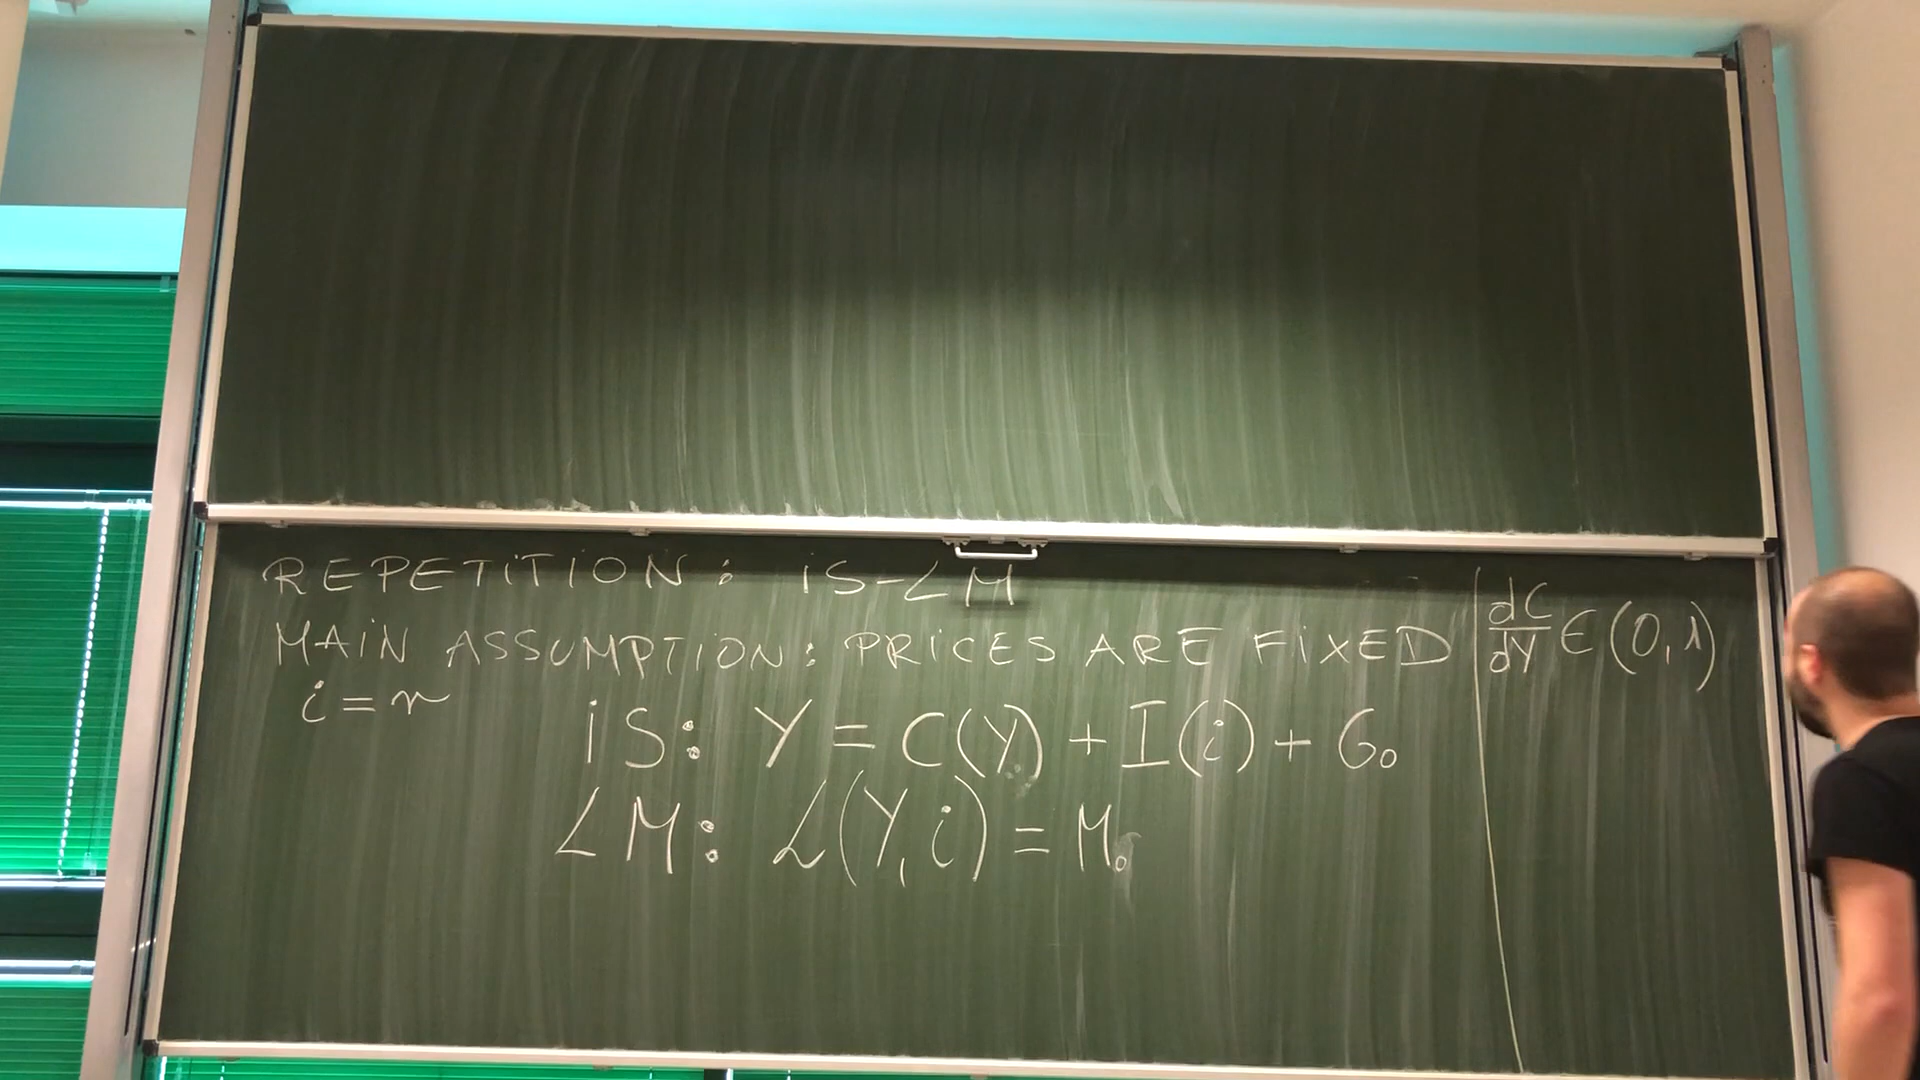 REPETITION: iS-LM
MAIN ASSUMPTION: PRICES ARE FIXED
i = r
iS: Y = C(Y) + I(i) + G₀
LM: L(Y, i) = M₀
dC/dY ∈ (0, 1)